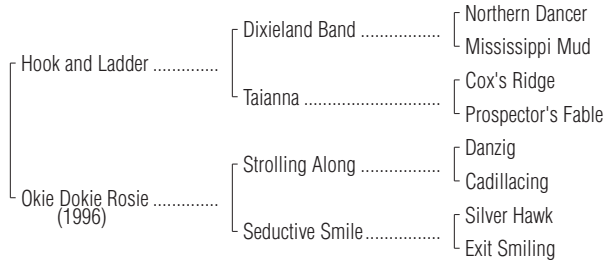 Northern Dancer
Dixieland Band ..................
Mississippi Mud
Hook and Ladder ...............
Cox's Ridge
Taianna ...............................
Prospector's Fable
Danzig
Strolling Along ...................
Cadillacing
Okie Dokie Rosie ...............
(1996)
Silver Hawk
Seductive Smile.................
Exit Smiling